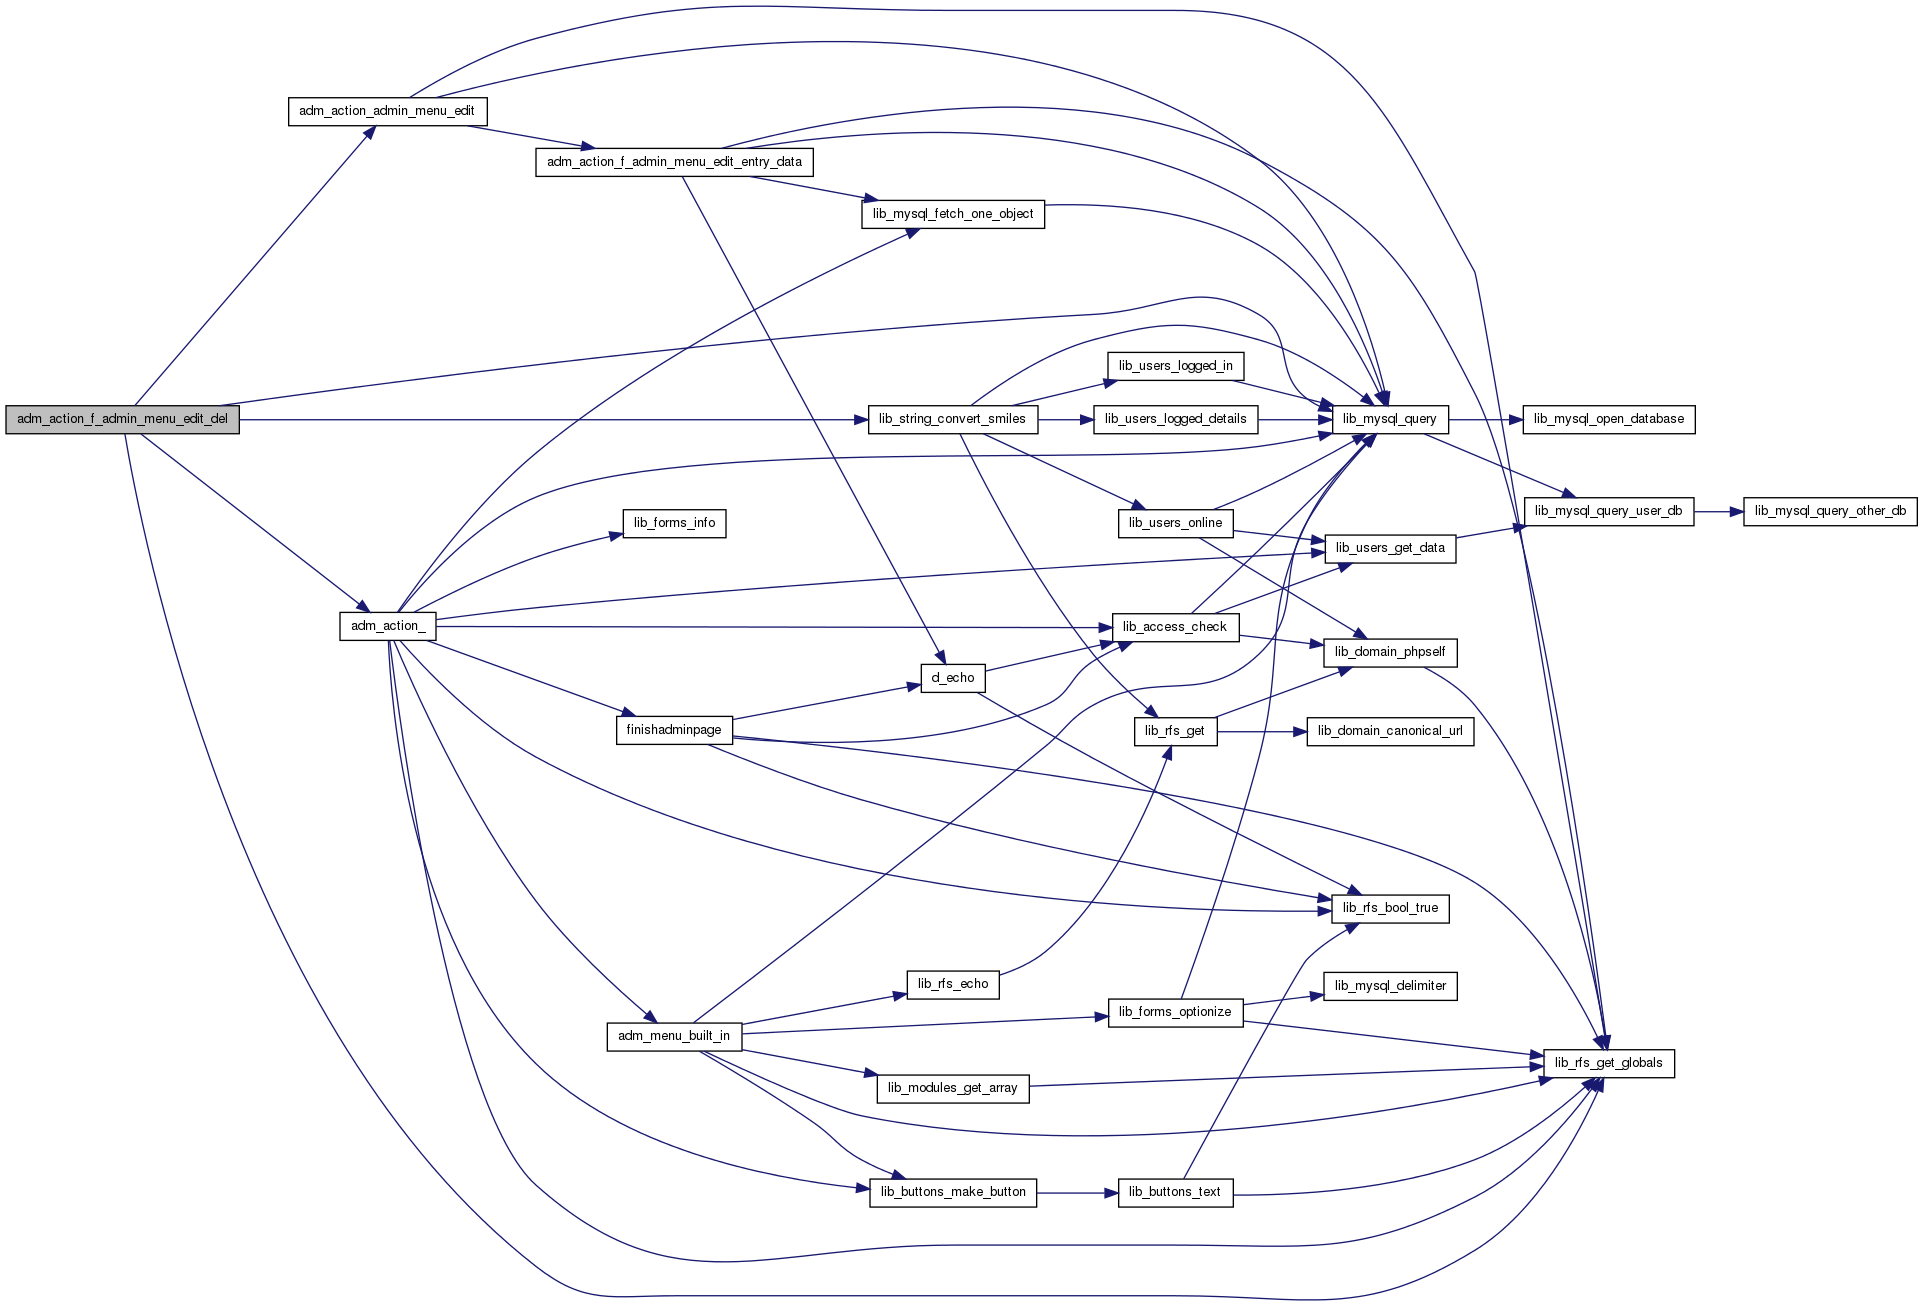 adm_action_admin_menu_edit
adm_action_f_admin_menu_edit_entry_data
lib_mysql_fetch_one_object
lib_users_logged_in
adm_action_f_admin_menu_edit_del
lib_string_convert_smiles
lib_users_logged_details
lib_mysql_query
lib_mysql_open_database
lib_forms_info
lib_users_online
lib_mysql_query_user_db
lib_mysql_query_other_db
lib_users_get_data
adm_action_
lib_access_check
lib_domain_phpself
cl_echo
finishadminpage
lib_rfs_get
lib_domain_canonical_url
lib_rfs_bool_true
lib_rfs_echo
lib_mysql_delimiter
lib_forms_optionize
adm_menu_built_in
lib_rfs_get_globals
lib_modules_get_array
lib_buttons_make_button
lib_buttons_text